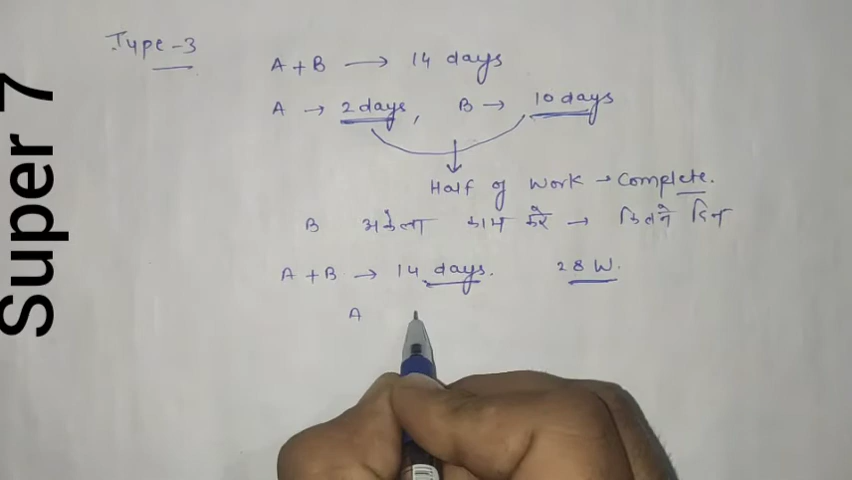 Super 7
Type-3
A + B → 14 days
A → 2 days, B → 10 days
Half of Work → Complete.
B अकेला काम करे → कितने दिन
A + B → 14 days. 28 W.
A